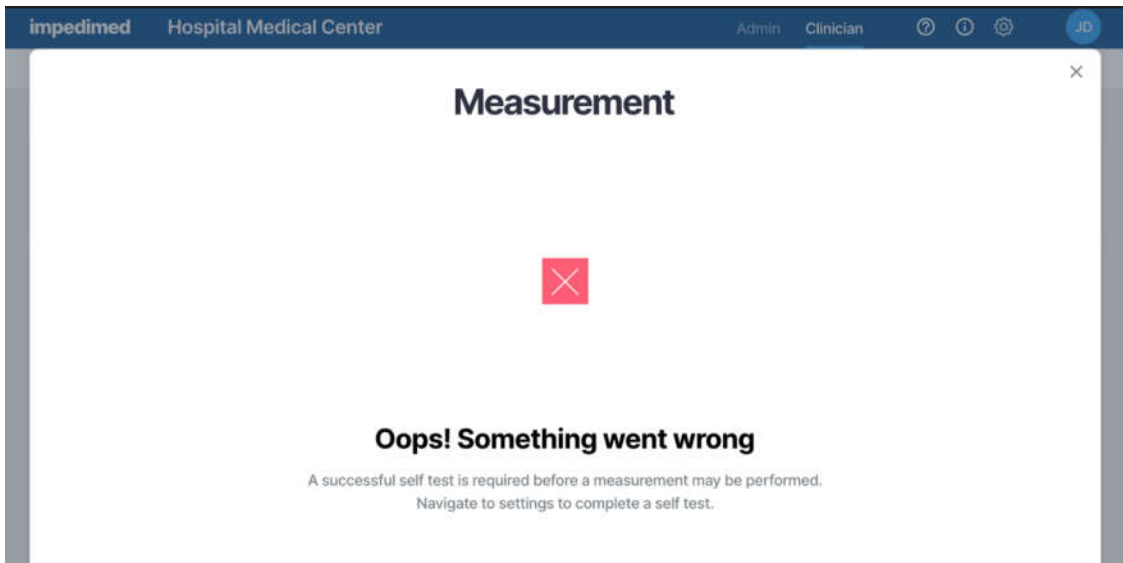 impedimed Hospital Medical Center Admin Clinician JD
Measurement
Oops! Something went wrong
A successful self test is required before a measurement may be performed.
Navigate to settings to complete a self test.